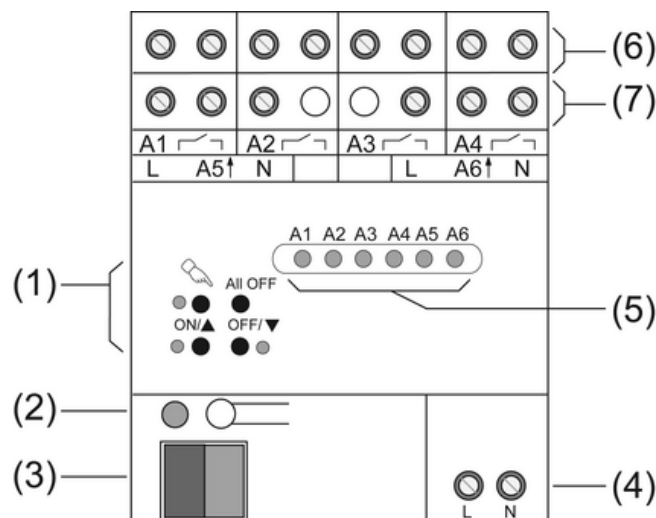 (6)
(7)
A1 A2 A3 A4
L A5↑ N L A6↑ N
A1 A2 A3 A4 A5 A6
(1)
All OFF
(5)
ON/▲ OFF/▼
(2)
(3)
(4)
L N